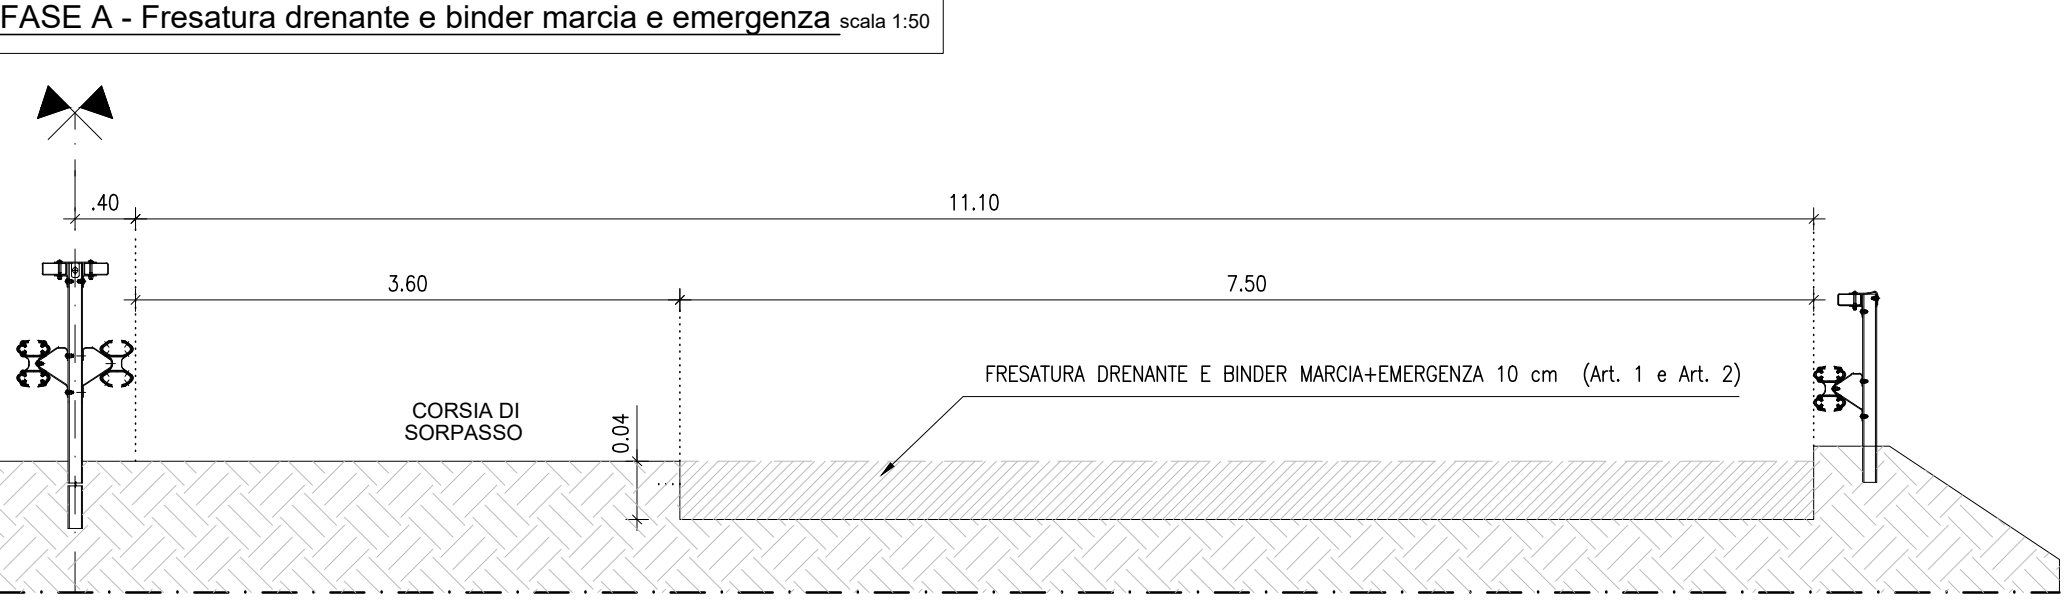 FASE A - Fresatura drenante e binder marcia e emergenza scala 1:50
.40
11.10
3.60
7.50
FRESATURA DRENANTE E BINDER MARCIA+EMERGENZA 10 cm (Art. 1 e Art. 2)
CORSIA DI
SORPASSO
0.04